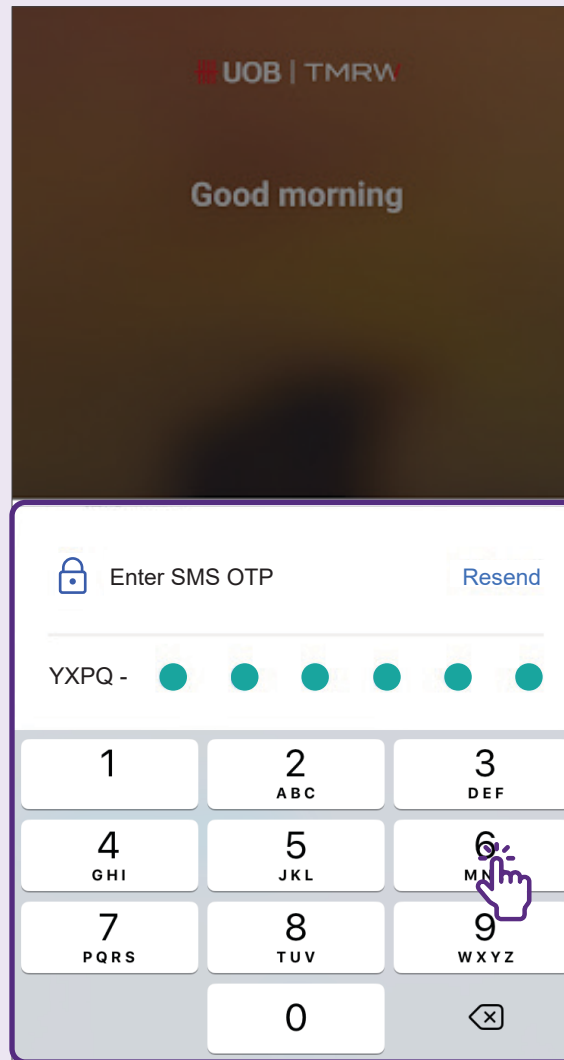 UOB | TMRW
Good morning
Enter SMS OTP Resend
YXPQ -
1 2 3
ABC DEF
4 5 6
GHI JKL
7 8 9
PQRS TUV WXYZ
0